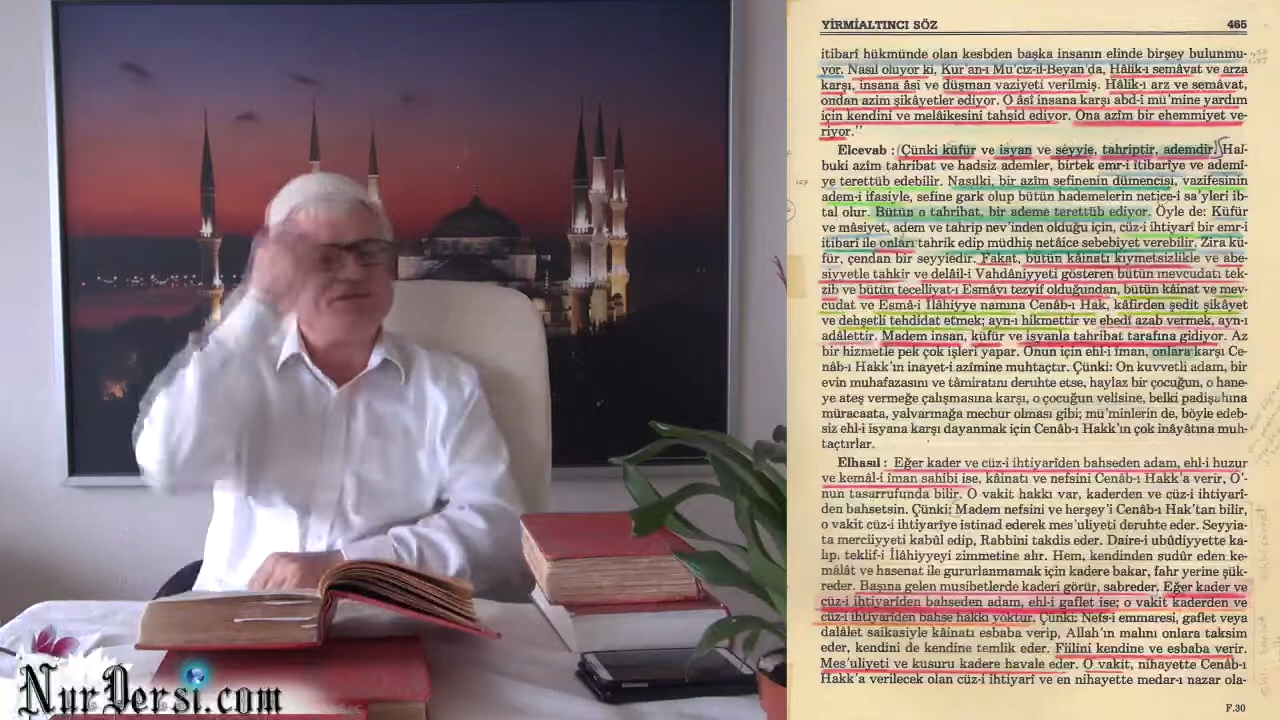 YİRMİALTINCI SÖZ 465
itibarî hükmünde olan kesbden başka insanın elinde birşey bulunmu-
yor. Nasıl oluyor ki, Kur'an-ı Mu'ciz-il-Beyan'da, Hâlik-ı semâvat ve arza
karşı, insana âsi ve düşman vaziyeti verilmiş. Hâlik-ı arz ve semâvat,
ondan azim şikâyetler ediyor. O âsî insana karşı abd-i mü'mine yardım
için kendini ve melâikesini tahşid ediyor. Ona azîm bir ehemmiyet ve-
riyor."
Elcevab : (Çünki küfür ve isyan ve seyyie, tahriptir, ademdir. Hal-
buki azîm tahribat ve hadsiz ademler, birtek emr-i itibarîye ve ademî-
ye terettüb edebilir. Nasılki, bir azîm sefinenin dümencisi, vazifesinin
adem-i ifasiyle, sefine gark olup bütün hademelerin netice-i sa'yleri ib-
tal olur. Bütün o tahribat, bir ademe terettüb ediyor. Öyle de: Küfür
ve mâsiyet, adem ve tahrip nev'inden olduğu için, cüz-i ihtiyarî bir emr-i
itibarî ile onları tahrik edip müdhiş netâice sebebiyet verebilir. Zira kü-
für, çendan bir seyyiedir. Fakat, bütün kâinatı kıymetsizlikle ve abe-
siyyetle tahkir ve delâil-i Vahdâniyyeti gösteren bütün mevcudatı tek-
zib ve bütün tecelliyat-ı Esmâyı tezyif olduğundan, bütün kâinat ve mev-
cudat ve Esmâ-i İlâhiyye namına Cenâb-ı Hak, kâfirden şedit şikâyet
ve dehşetli tehdidat etmek; ayn-ı hikmettir ve ebedî azab vermek, ayn-ı
adâlettir. Madem insan, küfür ve isyanla tahribat tarafına gidiyor. Az
bir hizmetle pek çok işleri yapar. Onun için ehl-i îman, onlara karşı Ce-
nâb-ı Hakk'ın inayet-i azîmine muhtaçtır. Çünki: On kuvvetli adam, bir
evin muhafazasını ve tâmiratını deruhte etse, haylaz bir çocuğun, o hane-
ye ateş vermeğe çalışmasına karşı, o çocuğun velisine, belki padişahına
müracaata, yalvarmağa mecbur olması gibi; mü'minlerin de, böyle edeb-
siz ehl-i isyana karşı dayanmak için Cenâb-ı Hakk'ın çok inâyâtına muh-
taçtırlar.
Elhasıl : Eğer kader ve cüz-i ihtiyarîden bahseden adam, ehl-i huzur
ve kemâl-i îman sahibi ise, kâinatı ve nefsini Cenâb-ı Hakk'a verir, O'-
nun tasarrufunda bilir. O vakit hakkı var, kaderden ve cüz-i ihtiyarî-
den bahsetsin. Çünki: Madem nefsini ve herşey'i Cenâb-ı Hak'tan bilir,
o vakit cüz-i ihtiyarîye istinad ederek mes'uliyeti deruhte eder. Seyyia-
ta merciiyyeti kabûl edip, Rabbini takdis eder. Daire-i ubûdiyyette ka-
lıp, teklif-i İlâhiyyeyi zimmetine alır. Hem, kendinden sudûr eden ke-
mâlât ve hasenat ile gururlanmamak için kadere bakar, fahr yerine şük-
reder. Başına gelen musibetlerde kaderi görür, sabreder. Eğer kader ve
cüz-i ihtiyarîden bahseden adam, ehl-i gaflet ise; o vakit kaderden ve
cüz-i ihtiyarîden bahse hakkı yoktur. Çünki: Nefs-i emmaresi, gaflet veya
dalâlet saikasiyle kâinatı esbaba verip, Allah'ın malını onlara taksim
eder, kendini de kendine temlik eder. Fiilini kendine ve esbaba verir.
Mes'uliyeti ve kusuru kadere havale eder. O vakit, nihayette Cenâb-ı
Hakk'a verilecek olan cüz-i ihtiyarî ve en nihayette medar-ı nazar ola-
F.30
NurDersi.com